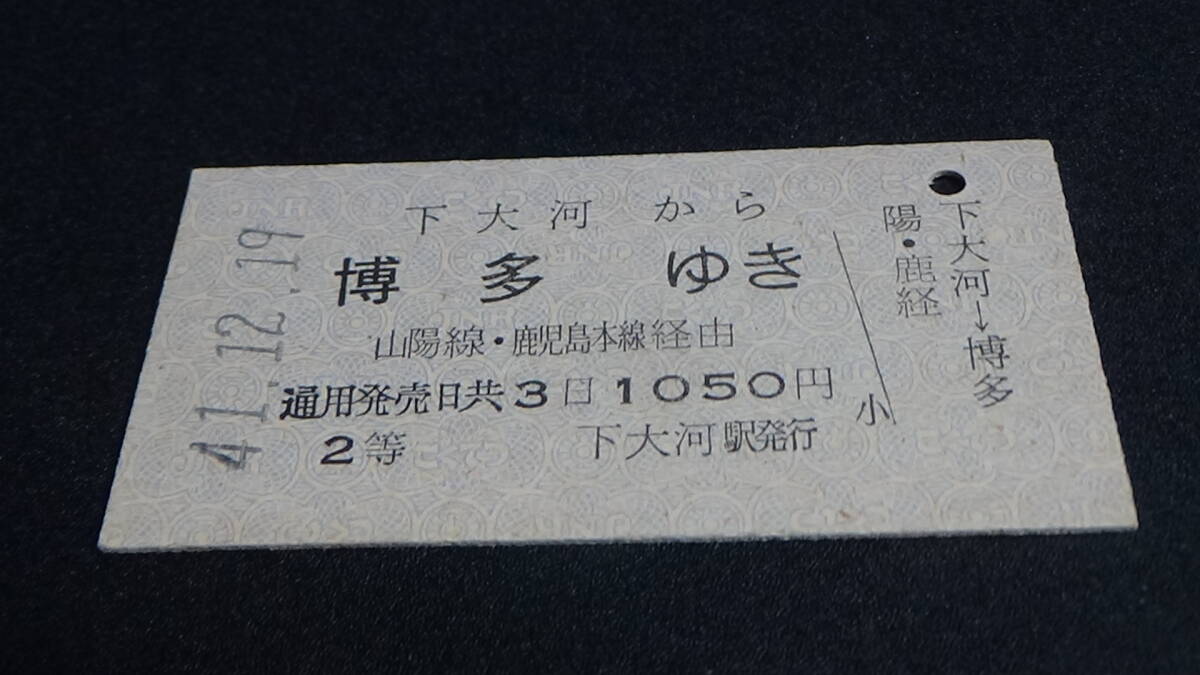 下大河 から
博多 ゆき
山陽線・鹿児島本線経由
通用発売日共3日 1050円
2等 下大河駅発行
41.12.19
小
下大河→博多
陽・鹿経